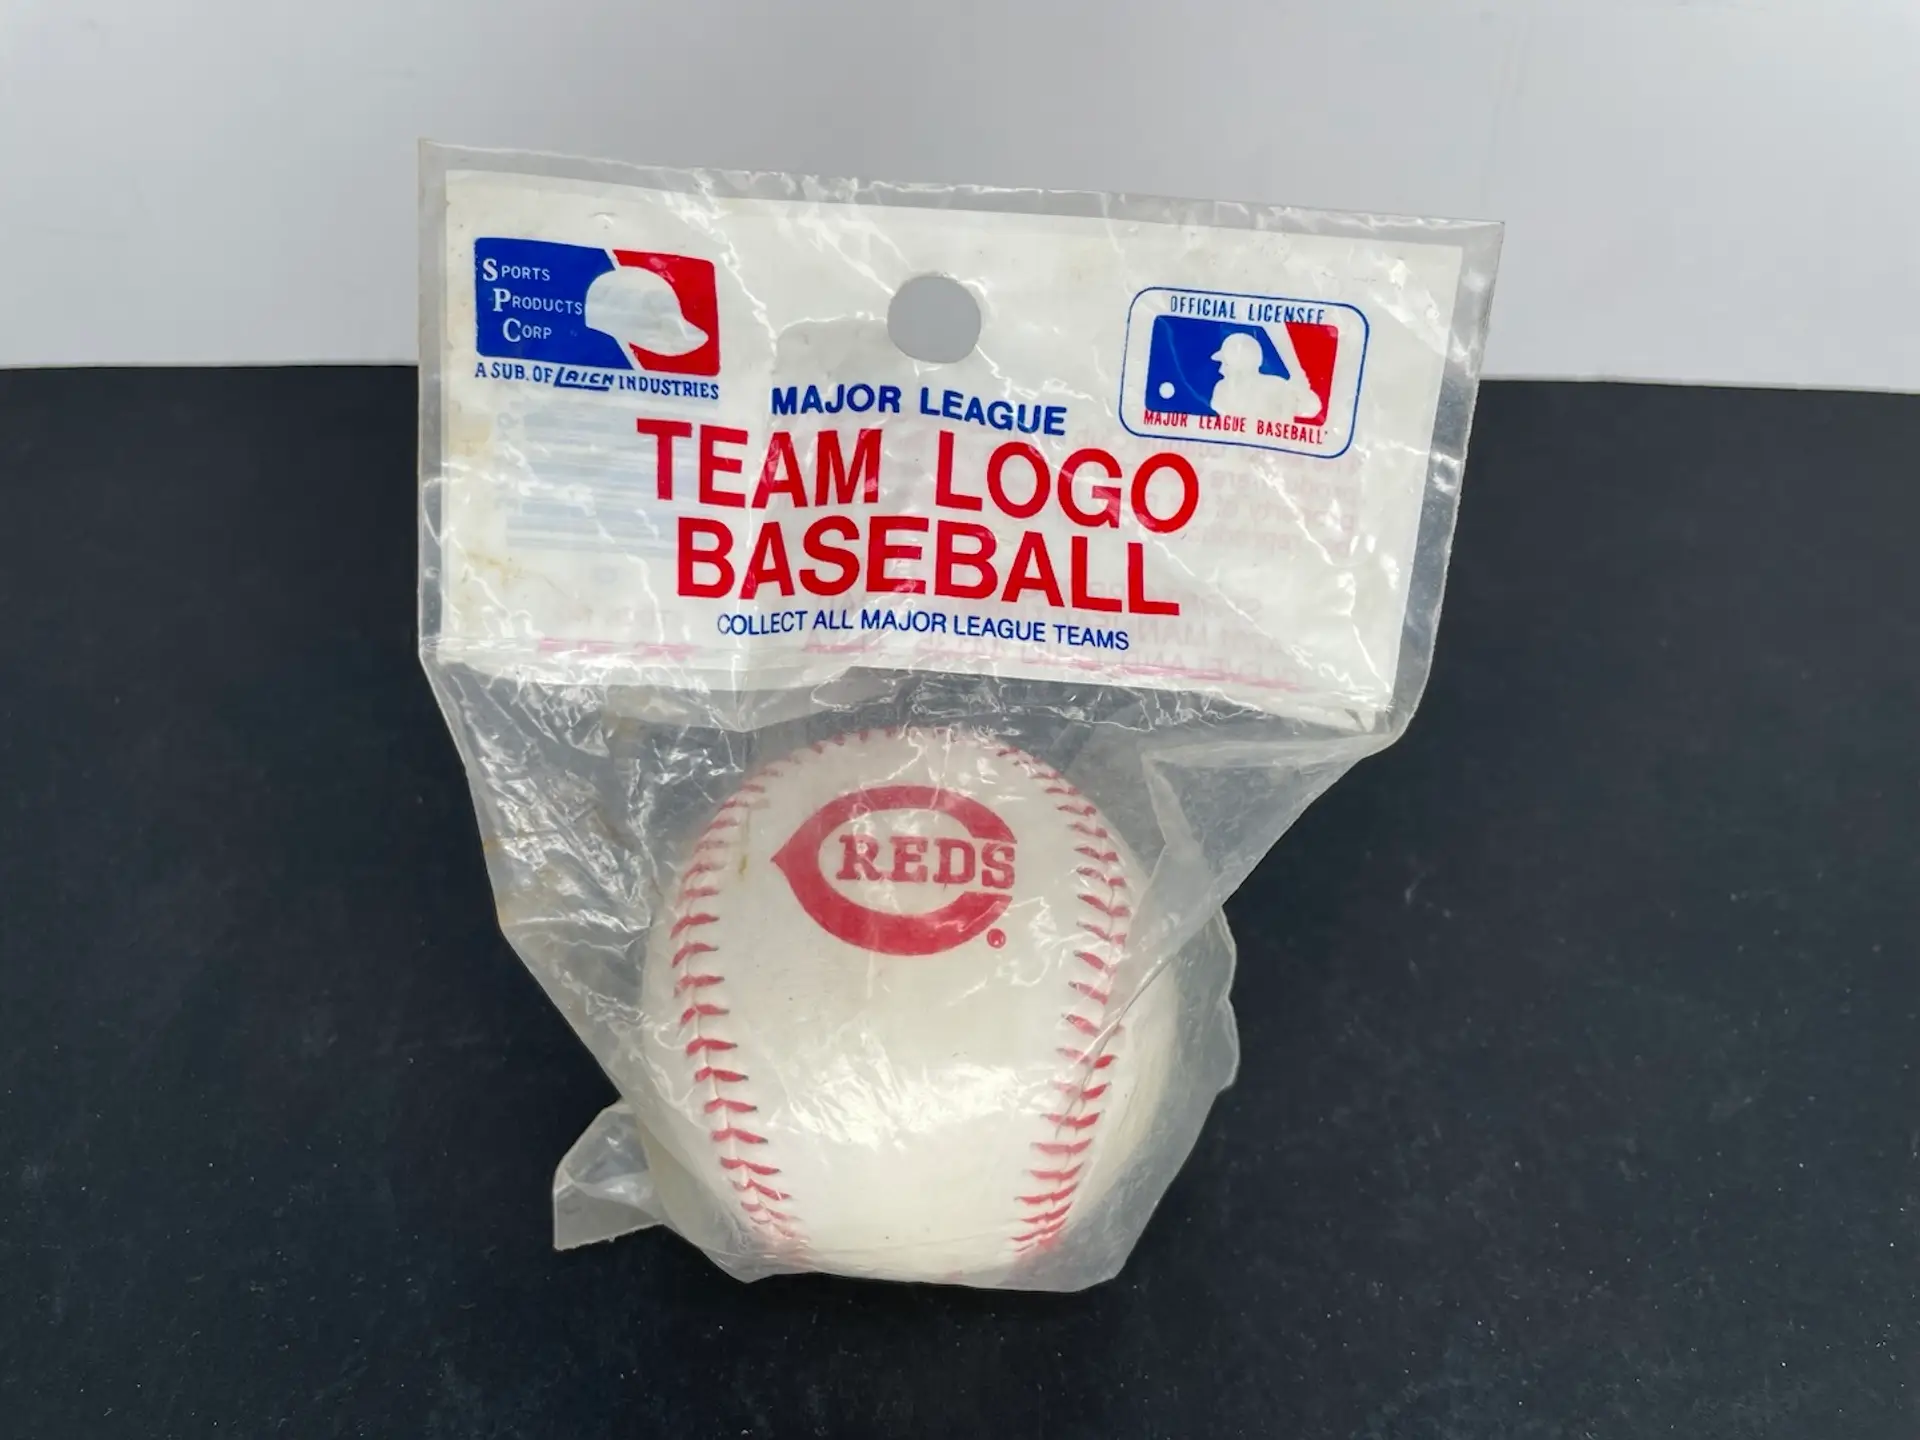 SPORTS
PRODUCTS
CORP
A SUB. OF LAICH INDUSTRIES
OFFICIAL LICENSEE
MAJOR LEAGUE BASEBALL
MAJOR LEAGUE
TEAM LOGO
BASEBALL
COLLECT ALL MAJOR LEAGUE TEAMS
REDS